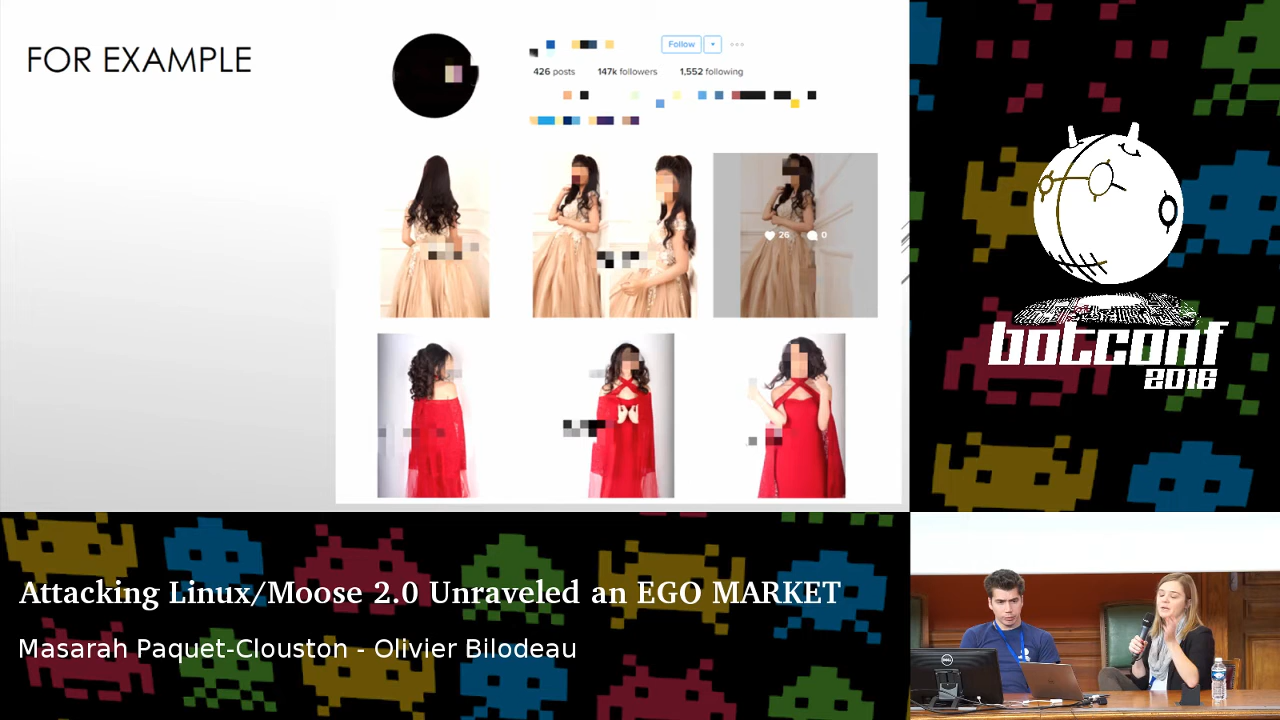 FOR EXAMPLE
Follow
426 posts 147k followers 1,552 following
26 0
botconf
2016
Attacking Linux/Moose 2.0 Unraveled an EGO MARKET
Masarah Paquet-Clouston - Olivier Bilodeau
DELL